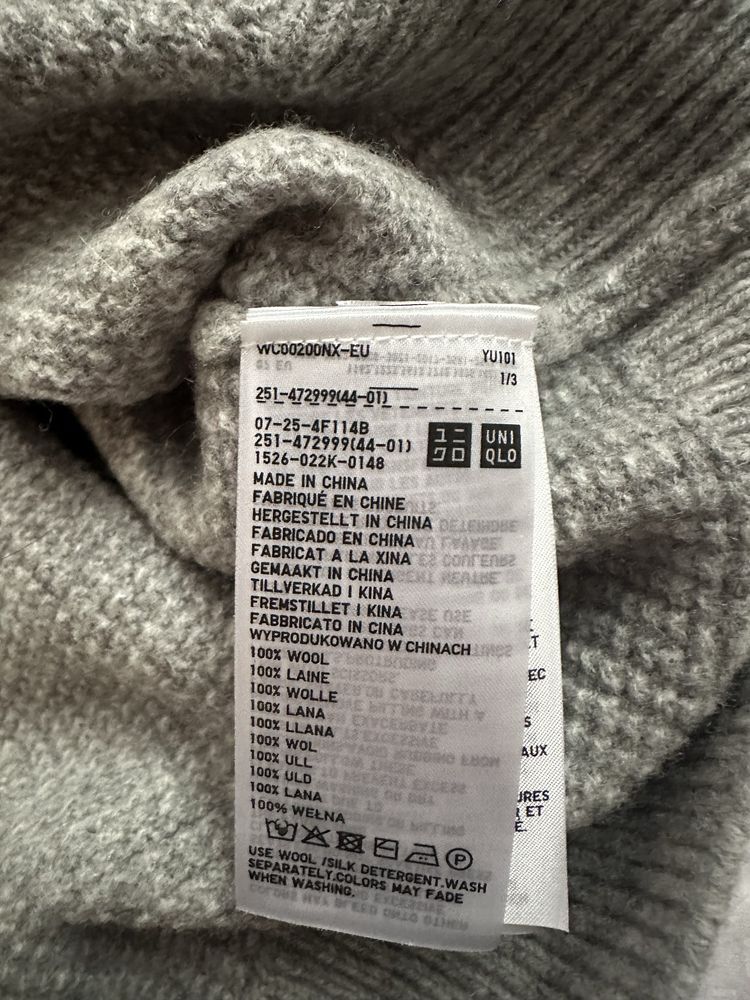 WC00200NX-EU
YU101
1/3
251-472999(44-01)
07-25-4F114B
251-472999(44-01)
1526-022K-0148
ユニ
クロ
UNI
QLO
MADE IN CHINA
FABRIQUÉ EN CHINE
HERGESTELLT IN CHINA
FABRICADO EN CHINA
FABRICAT A LA XINA
GEMAAKT IN CHINA
TILLVERKAD I KINA
FREMSTILLET I KINA
FABBRICATO IN CINA
WYPRODUKOWANO W CHINACH
100% WOOL
100% LAINE
100% WOLLE
100% LANA
100% LLANA
100% WOL
100% ULL
100% ULD
100% LANA
100% WEŁNA
P
USE WOOL /SILK DETERGENT.WASH
SEPARATELY.COLORS MAY FADE
WHEN WASHING.